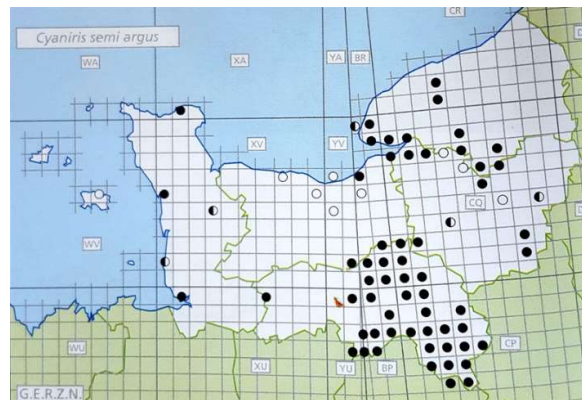 CR
Cyaniris semi argus
WA
XA
YA
BR
XV
YV
CQ
WV
WU
XU
YU
BP
CP
G.E.R.Z.N.